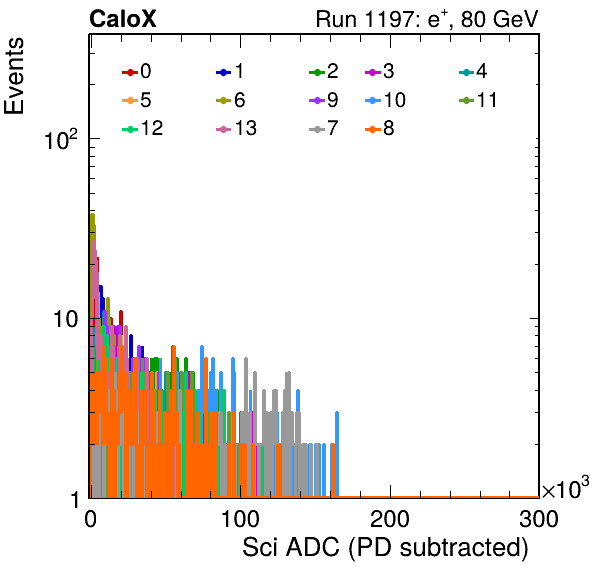 CaloX Run 1197: e⁺, 80 GeV
Events
0 1 2 3 4
5 6 9 10 11
12 13 7 8
10²
10
1
0 100 200 300 ×10³
Sci ADC (PD subtracted)